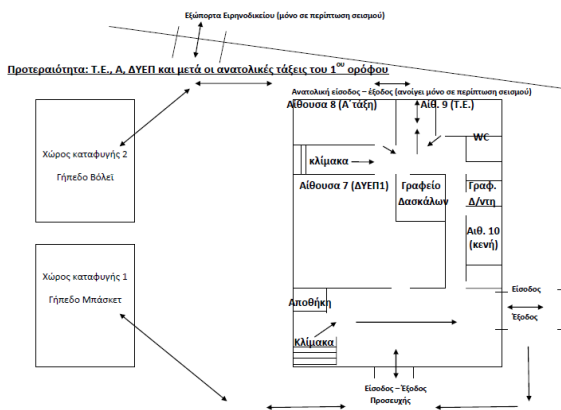 Εξώπορτα Ειρηνοδικείου (μόνο σε περίπτωση σεισμού)
Προτεραιότητα: Τ.Ε., Α, ΔΥΕΠ και μετά οι ανατολικές τάξεις του 1ου ορόφου
Ανατολική είσοδος – έξοδος (ανοίγει μόνο σε περίπτωση σεισμού)
Αίθουσα 8 (Α΄τάξη)
Αίθ. 9 (Τ.Ε.)
WC
κλίμακα
Χώρος καταφυγής 2
Γήπεδο Βόλεϊ
Αίθουσα 7 (ΔΥΕΠ1)
Γραφείο
Δασκάλων
Γραφ.
Δ/ντη
Αιθ. 10
(κενή)
Χώρος καταφυγής 1
Γήπεδο Μπάσκετ
Αποθήκη
Είσοδος
Έξοδος
Κλίμακα
Είσοδος – Έξοδος
Προσευχής